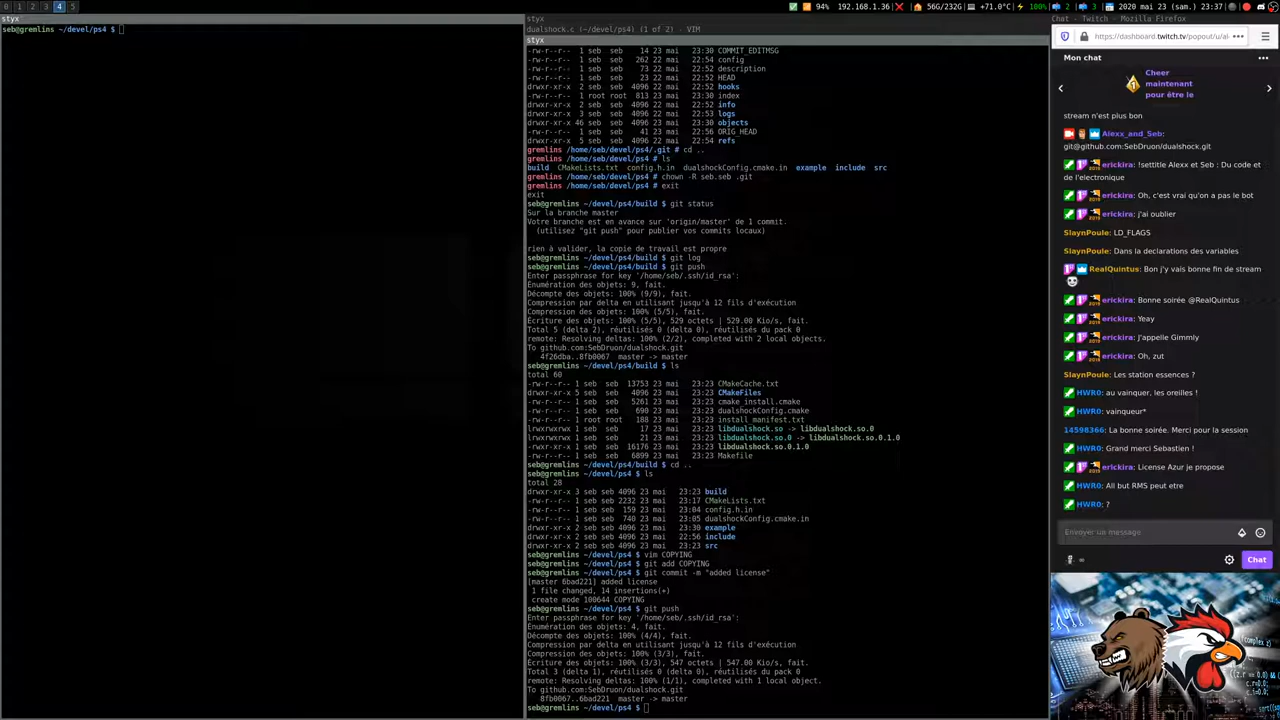 0 1 2 3 4 5
94% 192.168.1.36 56G/232G +71.0°C 100% 2 3 2020 mai 23 (sam.) 23:37
styx
seb@gremlins ~/devel/ps4 $
styx
dualshock.c (~/devel/ps4) (1 of 2) - VIM
styx
-rw-r--r-- 1 seb seb 14 23 mai 23:30 COMMIT_EDITMSG
-rw-r--r-- 1 seb seb 262 22 mai 22:54 config
-rw-r--r-- 1 seb seb 73 22 mai 22:52 description
-rw-r--r-- 1 seb seb 23 22 mai 22:52 HEAD
drwxr-xr-x 2 seb seb 4096 22 mai 22:52 hooks
-rw-r--r-- 1 root root 813 23 mai 23:30 index
drwxr-xr-x 2 seb seb 4096 22 mai 22:52 info
drwxr-xr-x 3 seb seb 4096 22 mai 22:53 logs
drwxr-xr-x 46 seb seb 4096 23 mai 23:30 objects
-rw-r--r-- 1 root root 41 23 mai 22:56 ORIG_HEAD
drwxr-xr-x 5 seb seb 4096 22 mai 22:54 refs
gremlins /home/seb/devel/ps4/.git # cd ..
gremlins /home/seb/devel/ps4 # ls
build CMakeLists.txt config.h.in dualshockConfig.cmake.in example include src
gremlins /home/seb/devel/ps4 # chown -R seb.seb .git
gremlins /home/seb/devel/ps4 # exit
exit
seb@gremlins ~/devel/ps4/build $ git status
Sur la branche master
Votre branche est en avance sur 'origin/master' de 1 commit.
(utilisez "git push" pour publier vos commits locaux)
rien à valider, la copie de travail est propre
seb@gremlins ~/devel/ps4/build $ git log
seb@gremlins ~/devel/ps4/build $ git push
Enter passphrase for key '/home/seb/.ssh/id_rsa':
Énumération des objets: 9, fait.
Décompte des objets: 100% (9/9), fait.
Compression par delta en utilisant jusqu'à 12 fils d'exécution
Compression des objets: 100% (5/5), fait.
Écriture des objets: 100% (5/5), 529 octets | 529.00 Kio/s, fait.
Total 5 (delta 2), réutilisés 0 (delta 0), réutilisés du pack 0
remote: Resolving deltas: 100% (2/2), completed with 2 local objects.
To github.com:SebDruon/dualshock.git
4f26dba..8fb0067 master -> master
seb@gremlins ~/devel/ps4/build $ ls
total 60
-rw-r--r-- 1 seb seb 13753 23 mai 23:23 CMakeCache.txt
drwxr-xr-x 5 seb seb 4096 23 mai 23:23 CMakeFiles
-rw-r--r-- 1 seb seb 5261 23 mai 23:23 cmake_install.cmake
-rw-r--r-- 1 seb seb 690 23 mai 23:23 dualshockConfig.cmake
-rw-r--r-- 1 root root 188 23 mai 23:23 install_manifest.txt
lrwxrwxrwx 1 seb seb 17 23 mai 23:23 libdualshock.so -> libdualshock.so.0
lrwxrwxrwx 1 seb seb 21 23 mai 23:23 libdualshock.so.0 -> libdualshock.so.0.1.0
-rwxr-xr-x 1 seb seb 16176 23 mai 23:23 libdualshock.so.0.1.0
-rw-r--r-- 1 seb seb 6899 23 mai 23:23 Makefile
seb@gremlins ~/devel/ps4/build $ cd ..
seb@gremlins ~/devel/ps4 $ ls
total 28
drwxr-xr-x 3 seb seb 4096 23 mai 23:23 build
-rw-r--r-- 1 seb seb 2232 23 mai 23:17 CMakeLists.txt
-rw-r--r-- 1 seb seb 159 23 mai 23:04 config.h.in
-rw-r--r-- 1 seb seb 740 23 mai 23:05 dualshockConfig.cmake.in
drwxr-xr-x 2 seb seb 4096 23 mai 23:30 example
drwxr-xr-x 2 seb seb 4096 23 mai 22:56 include
drwxr-xr-x 2 seb seb 4096 23 mai 23:23 src
seb@gremlins ~/devel/ps4 $ vim COPYING
seb@gremlins ~/devel/ps4 $ git add COPYING
seb@gremlins ~/devel/ps4 $ git commit -m "added license"
[master 6bad221] added license
1 file changed, 14 insertions(+)
create mode 100644 COPYING
seb@gremlins ~/devel/ps4 $ git push
Enter passphrase for key '/home/seb/.ssh/id_rsa':
Énumération des objets: 4, fait.
Décompte des objets: 100% (4/4), fait.
Compression par delta en utilisant jusqu'à 12 fils d'exécution
Compression des objets: 100% (3/3), fait.
Écriture des objets: 100% (3/3), 547 octets | 547.00 Kio/s, fait.
Total 3 (delta 1), réutilisés 0 (delta 0), réutilisés du pack 0
remote: Resolving deltas: 100% (1/1), completed with 1 local object.
To github.com:SebDruon/dualshock.git
8fb0067..6bad221 master -> master
seb@gremlins ~/devel/ps4 $
Chat - Twitch - Mozilla Firefox
https://dashboard.twitch.tv/popout/u/al
Mon chat
Cheer
maintenant
pour être le
stream n'est plus bon
Alexx_and_Seb:
git@github.com:SebDruon/dualshock.git
erickira: !settitle Alexx et Seb : Du code et
de l'electronique
erickira: Oh, c'est vrai qu'on a pas le bot
erickira: j'ai oublier
SlaynPoule: LD_FLAGS
SlaynPoule: Dans la declarations des variables
RealQuintus: Bon j'y vais bonne fin de stream
erickira: Bonne soirée @RealQuintus
erickira: Yeay
erickira: J'appelle Gimmly
erickira: Oh, zut
SlaynPoule: Les station essences ?
HWR0: au vainquer, les oreilles !
HWR0: vainqueur*
14598366: La bonne soirée. Merci pour la session
HWR0: Grand merci Sebastien !
erickira: License Azur je propose
HWR0: All but RMS peut etre
HWR0: ?
Envoyer un message
Chat